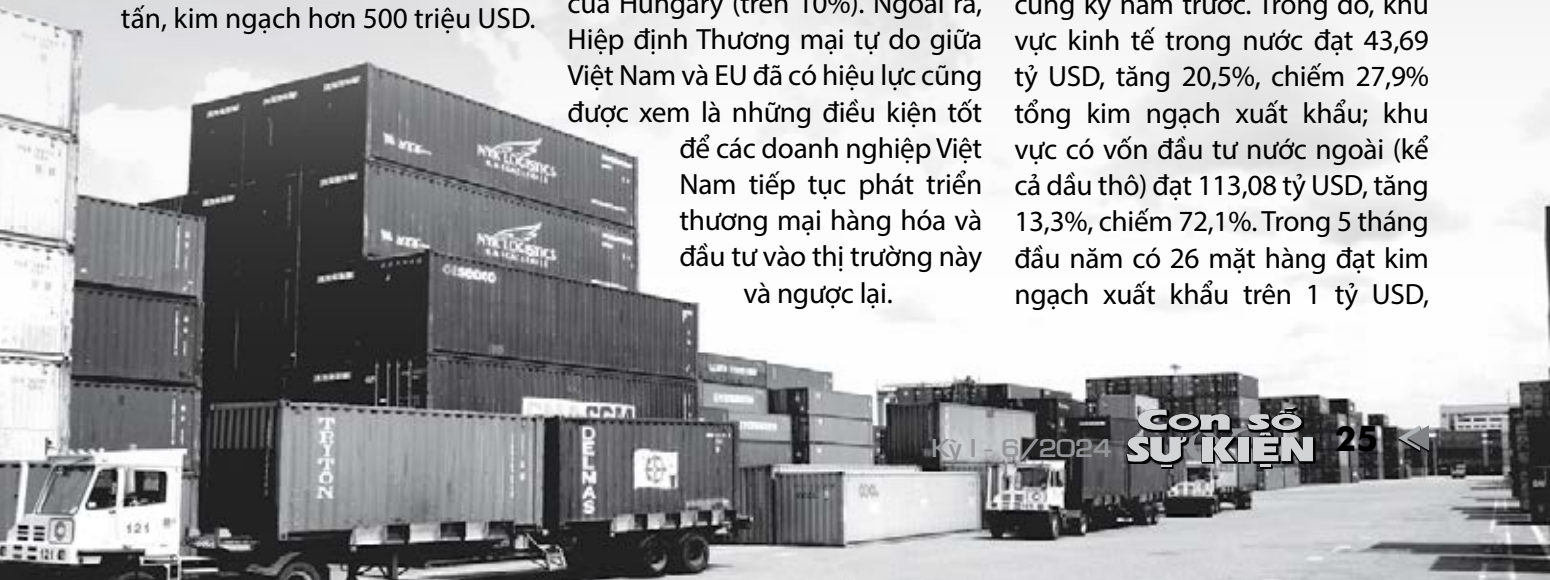 tấn, kim ngạch hơn 500 triệu USD.
của Hungary (trên 10%). Ngoài ra,
Hiệp định Thương mại tự do giữa
Việt Nam và EU đã có hiệu lực cũng
được xem là những điều kiện tốt
để các doanh nghiệp Việt
Nam tiếp tục phát triển
thương mại hàng hóa và
đầu tư vào thị trường này
và ngược lại.
cùng kỳ năm trước. Trong đó, khu
vực kinh tế trong nước đạt 43,69
tỷ USD, tăng 20,5%, chiếm 27,9%
tổng kim ngạch xuất khẩu; khu
vực có vốn đầu tư nước ngoài (kể
cả dầu thô) đạt 113,08 tỷ USD, tăng
13,3%, chiếm 72,1%. Trong 5 tháng
đầu năm có 26 mặt hàng đạt kim
ngạch xuất khẩu trên 1 tỷ USD,
NYK LOGISTICS
NYK LOGISTICS
TRITON
DELMAS
121
Kỳ I - 6/2024
Con số
SỰ KIỆN
25